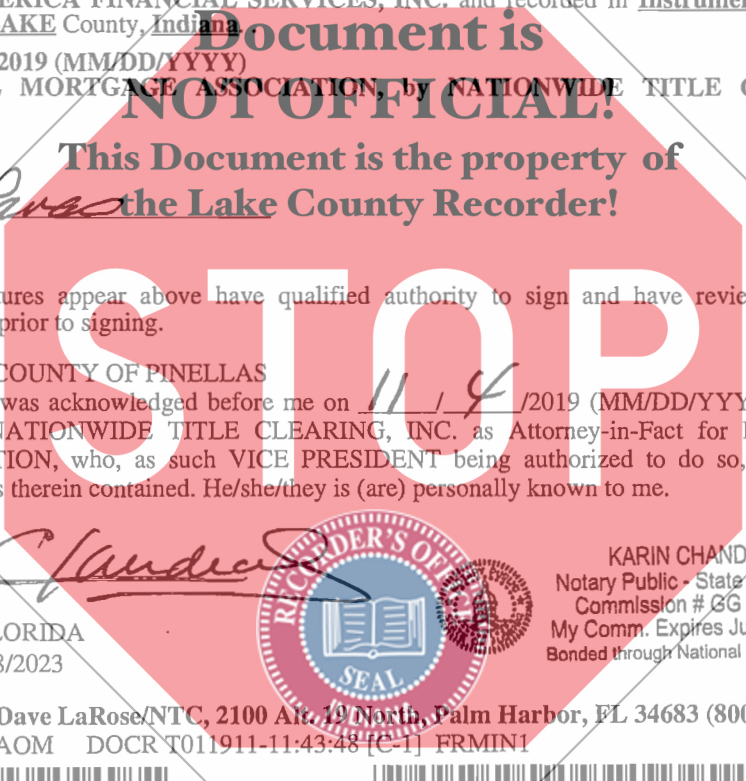 ERICA FINANCIAL SERVICES, INC. and recorded in Instrume
AKE County, Indiana.
Document is
2019 (MM/DD/YYYY)
MORTGAGE ASSOCIATION, by NATIONWIDE TITLE C
NOT OFFICIAL!
This Document is the property of
the Lake County Recorder!
STOP
tures appear above have qualified authority to sign and have revie
prior to signing.
COUNTY OF PINELLAS
was acknowledged before me on 11 / 4 /2019 (MM/DD/YYY
NATIONWIDE TITLE CLEARING, INC. as Attorney-in-Fact for
TION, who, as such VICE PRESIDENT being authorized to do so,
s therein contained. He/she/they is (are) personally known to me.
RECORDER'S OFFICE
SEAL
KARIN CHAND
Notary Public - State
Commission # GG
My Comm. Expires Ju
Bonded through National
LORIDA
8/2023
Dave LaRose/NTC, 2100 Alt. 19 North, Palm Harbor, FL 34683 (800
AOM DOCR T011911-11:43:48 [C-1] FRMIN1